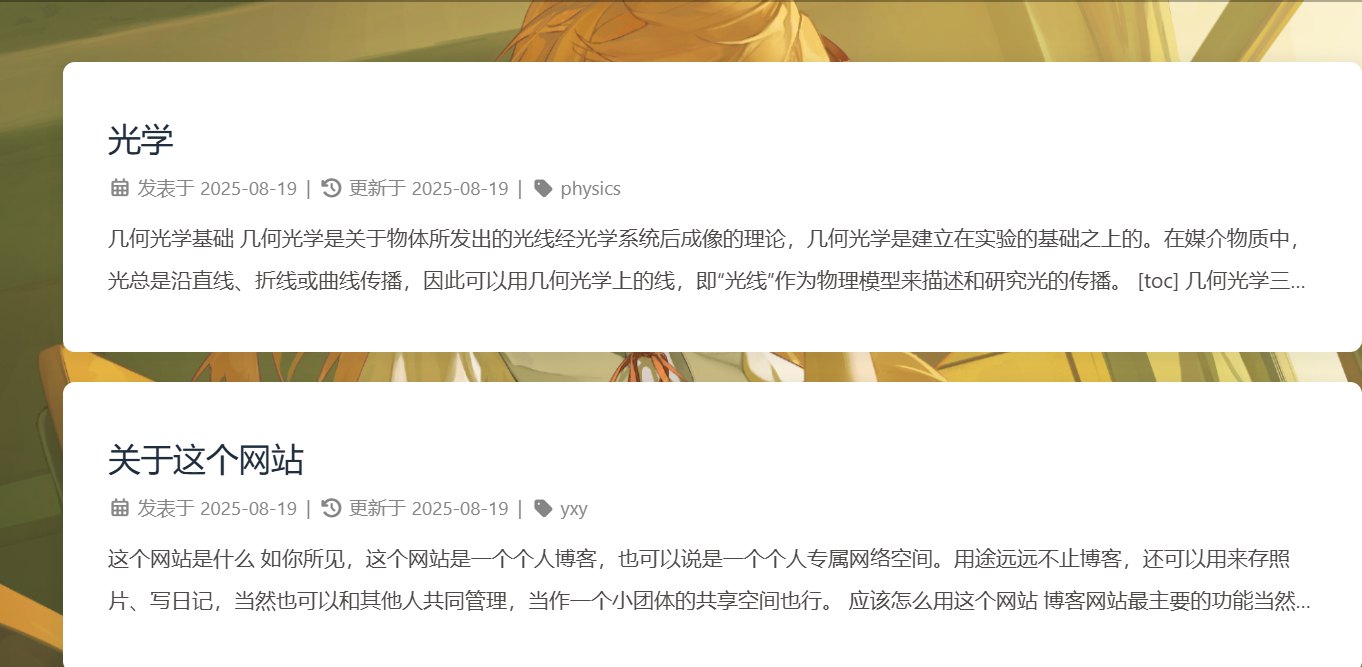 光学
发表于 2025-08-19 | 更新于 2025-08-19 | physics
几何光学基础 几何光学是关于物体所发出的光线经光学系统后成像的理论，几何光学是建立在实验的基础之上的。在媒介物质中，
光总是沿直线、折线或曲线传播，因此可以用几何光学上的线，即“光线”作为物理模型来描述和研究光的传播。 [toc] 几何光学三...
关于这个网站
发表于 2025-08-19 | 更新于 2025-08-19 | yxy
这个网站是什么 如你所见，这个网站是一个个人博客，也可以说是一个个人专属网络空间。用途远远不止博客，还可以用来存照
片、写日记，当然也可以和其他人共同管理，当作一个小团体的共享空间也行。 应该怎么用这个网站 博客网站最主要的功能当然...